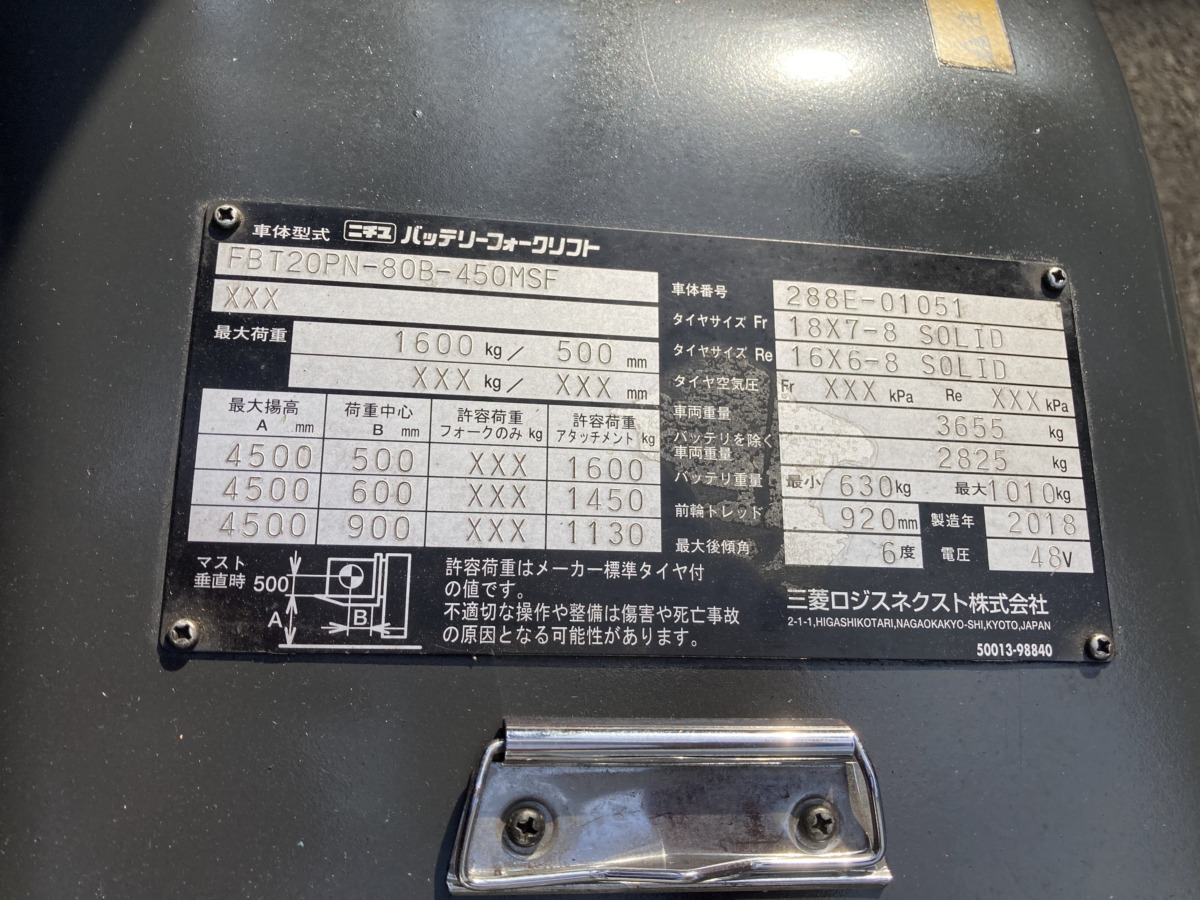 車体型式 ニチユ バッテリーフォークリフト
FBT20PN-80B-450MSF
XXX
最大荷重 1600 kg／ 500 mm
XXX kg／ XXX mm
最大揚高 A mm 荷重中心 B mm 許容荷重 フォークのみ kg 許容荷重 アタッチメント kg
4500 500 XXX 1600
4500 600 XXX 1450
4500 900 XXX 1130
マスト
垂直時 500
A
B
許容荷重はメーカー標準タイヤ付
の値です。
不適切な操作や整備は傷害や死亡事故
の原因となる可能性があります。
車体番号 288E-01051
タイヤサイズ Fr 18X7-8 SOLID
タイヤサイズ Re 16X6-8 SOLID
タイヤ空気圧 Fr XXX kPa Re XXX kPa
車両重量 3655 kg
バッテリを除く
車両重量 2825 kg
バッテリ重量 最小 630kg 最大1010kg
前輪トレッド 920mm 製造年 2018
最大後傾角 6度 電圧 48V
三菱ロジスネクスト株式会社
2-1-1,HIGASHIKOTARI,NAGAOKAKYO-SHI,KYOTO,JAPAN
50013-98840